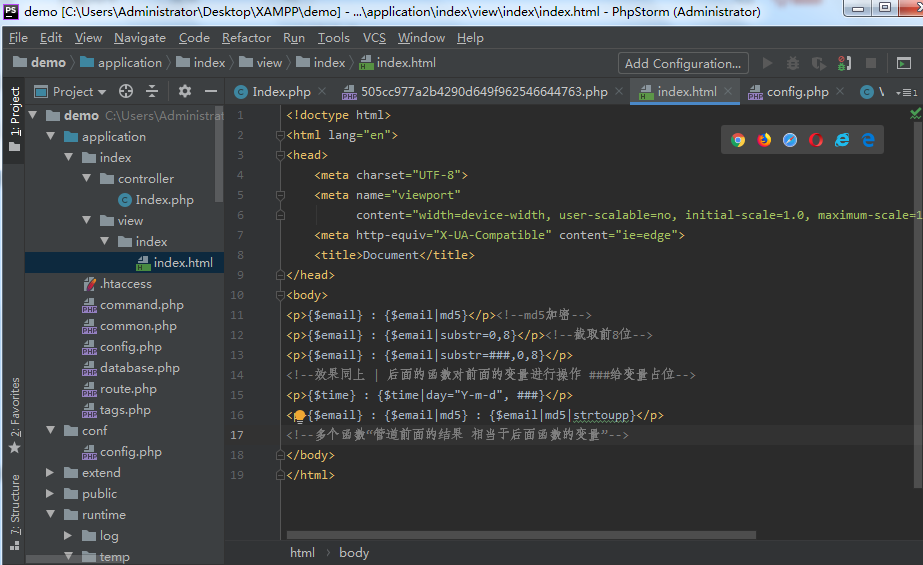 demo [C:\Users\Administrator\Desktop\XAMPP\demo] - ...\application\index\view\index\index.html - PhpStorm (Administrator)
File Edit View Navigate Code Refactor Run Tools VCS Window Help
demo application index view index index.html Add Configuration...
Project Index.php 505cc977a2b4290d649f962546644763.php index.html config.php
1: Project
2: Favorites
7: Structure
demo C:\Users\Administrat
application
index
controller
Index.php
view
index
index.html
.htaccess
command.php
common.php
config.php
database.php
route.php
tags.php
conf
config.php
extend
public
runtime
log
temp
1 <!doctype html>
2 <html lang="en">
3 <head>
4 <meta charset="UTF-8">
5 <meta name="viewport"
6 content="width=device-width, user-scalable=no, initial-scale=1.0, maximum-scale=1
7 <meta http-equiv="X-UA-Compatible" content="ie=edge">
8 <title>Document</title>
9 </head>
10 <body>
11 <p>{$email} : {$email|md5}</p><!--md5加密-->
12 <p>{$email} : {$email|substr=0,8}</p><!--截取前8位-->
13 <p>{$email} : {$email|substr=###,0,8}</p>
14 <!--效果同上 | 后面的函数对前面的变量进行操作 ###给变量占位-->
15 <p>{$time} : {$time|day="Y-m-d", ###}</p>
16 <p>{$email} : {$email|md5} : {$email|md5|strtoupp}</p>
17 <!--多个函数“管道前面的结果 相当于后面函数的变量”-->
18 </body>
19 </html>
html › body